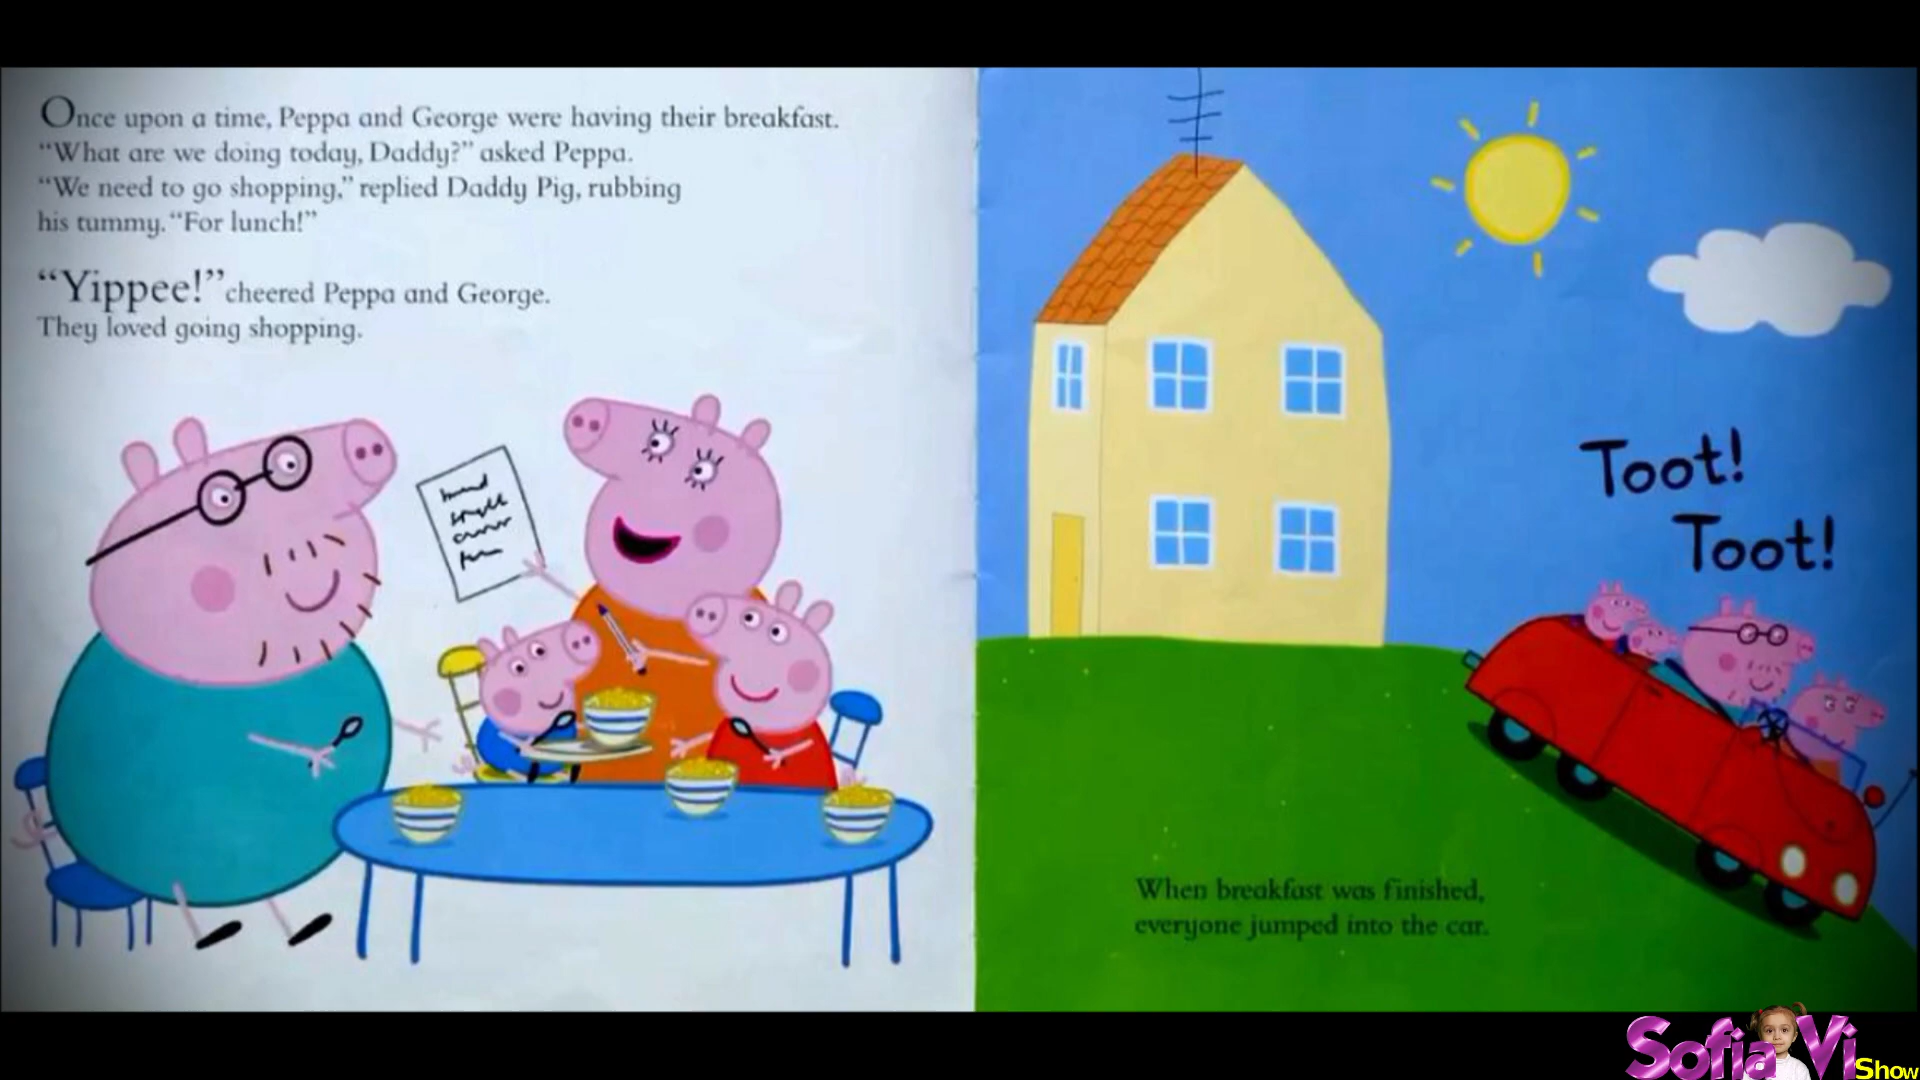 Once upon a time, Peppa and George were having their breakfast.
“What are we doing today, Daddy?” asked Peppa.
“We need to go shopping,” replied Daddy Pig, rubbing
his tummy. “For lunch!”
“Yippee!” cheered Peppa and George.
They loved going shopping.
Toot!
Toot!
When breakfast was finished,
everyone jumped into the car.
Sofia Vi
Show